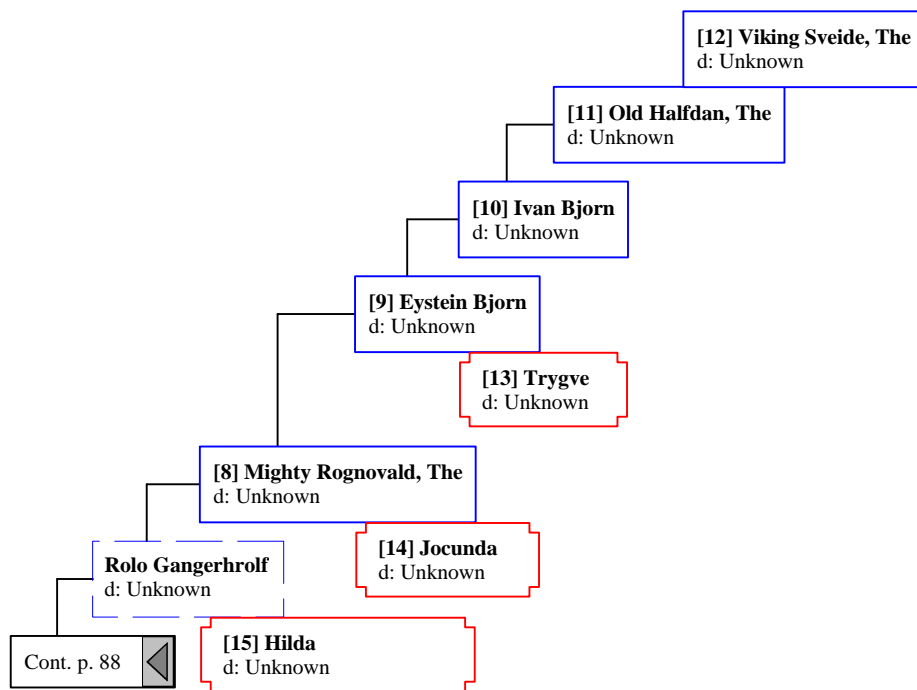 [12] Viking Sveide, The
d: Unknown
[11] Old Halfdan, The
d: Unknown
[10] Ivan Bjorn
d: Unknown
[9] Eystein Bjorn
d: Unknown
[13] Trygve
d: Unknown
[8] Mighty Rognovald, The
d: Unknown
[14] Jocunda
d: Unknown
Rolo Gangerhrolf
d: Unknown
[15] Hilda
d: Unknown
Cont. p. 88